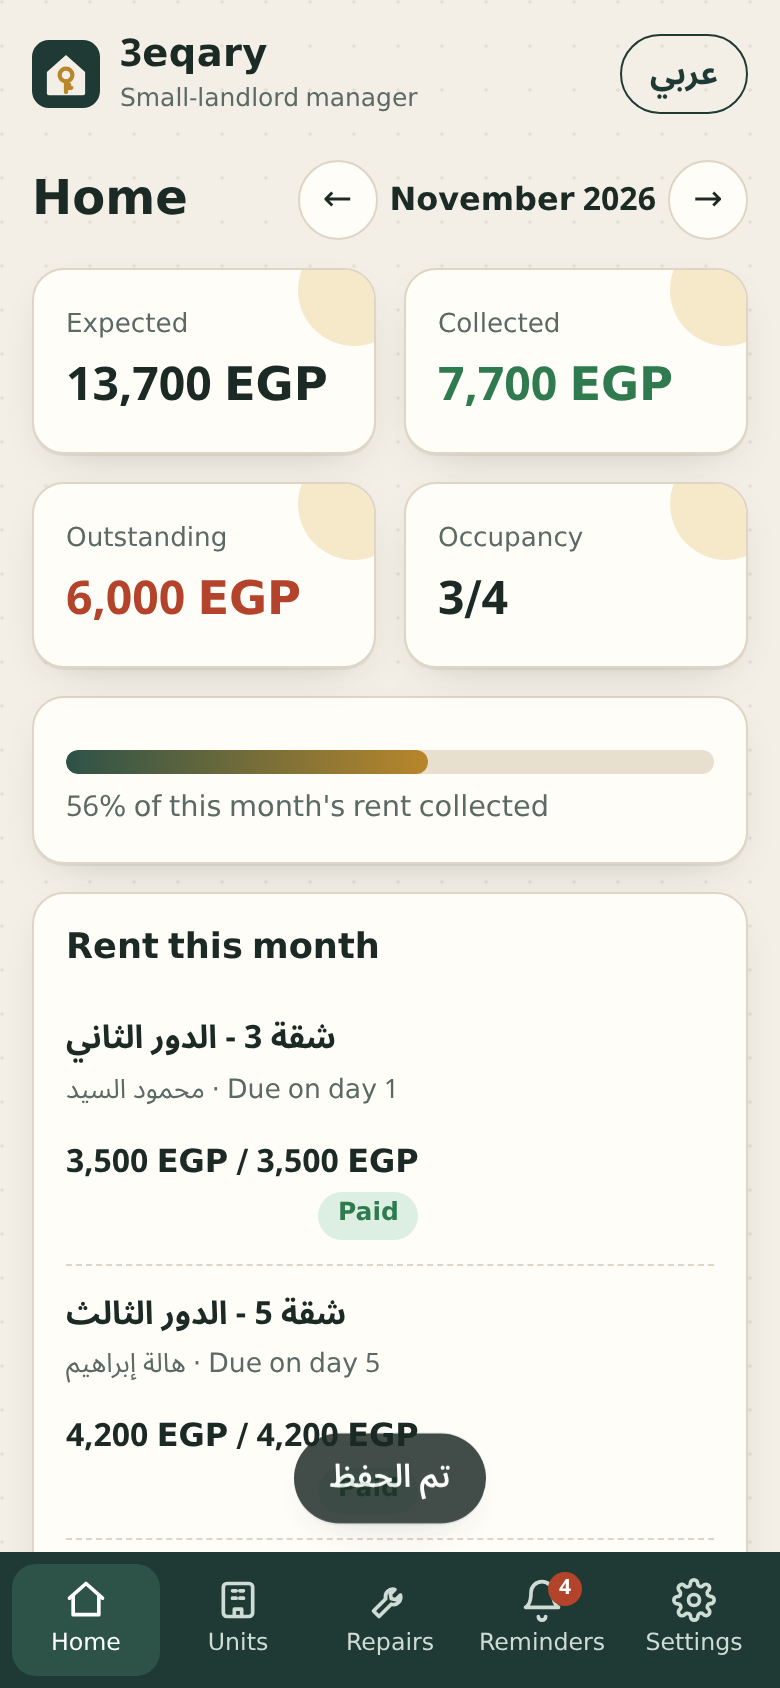 3eqary
Small-landlord manager
عربي
Home
←
November 2026
→
Expected
13,700 EGP
Collected
7,700 EGP
Outstanding
6,000 EGP
Occupancy
3/4
56% of this month's rent collected
Rent this month
شقة 3 - الدور الثاني
محمود السيد · Due on day 1
3,500 EGP / 3,500 EGP
Paid
شقة 5 - الدور الثالث
هالة إبراهيم · Due on day 5
4,200 EGP / 4,200 EGP
Paid
تم الحفظ
Home
Units
Repairs
4
Reminders
Settings